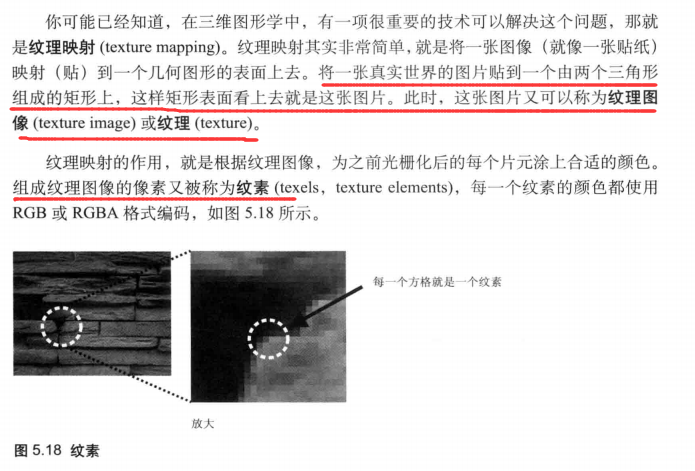 你可能已经知道，在三维图形学中，有一项很重要的技术可以解决这个问题，那就
是纹理映射 (texture mapping)。纹理映射其实非常简单，就是将一张图像（就像一张贴纸）
映射（贴）到一个几何图形的表面上去。将一张真实世界的图片贴到一个由两个三角形
组成的矩形上，这样矩形表面看上去就是这张图片。此时，这张图片又可以称为纹理图
像 (texture image) 或纹理 (texture)。
纹理映射的作用，就是根据纹理图像，为之前光栅化后的每个片元涂上合适的颜色。
组成纹理图像的像素又被称为纹素 (texels，texture elements)，每一个纹素的颜色都使用
RGB 或 RGBA 格式编码，如图 5.18 所示。
每一个方格就是一个纹素
放大
图 5.18 纹素